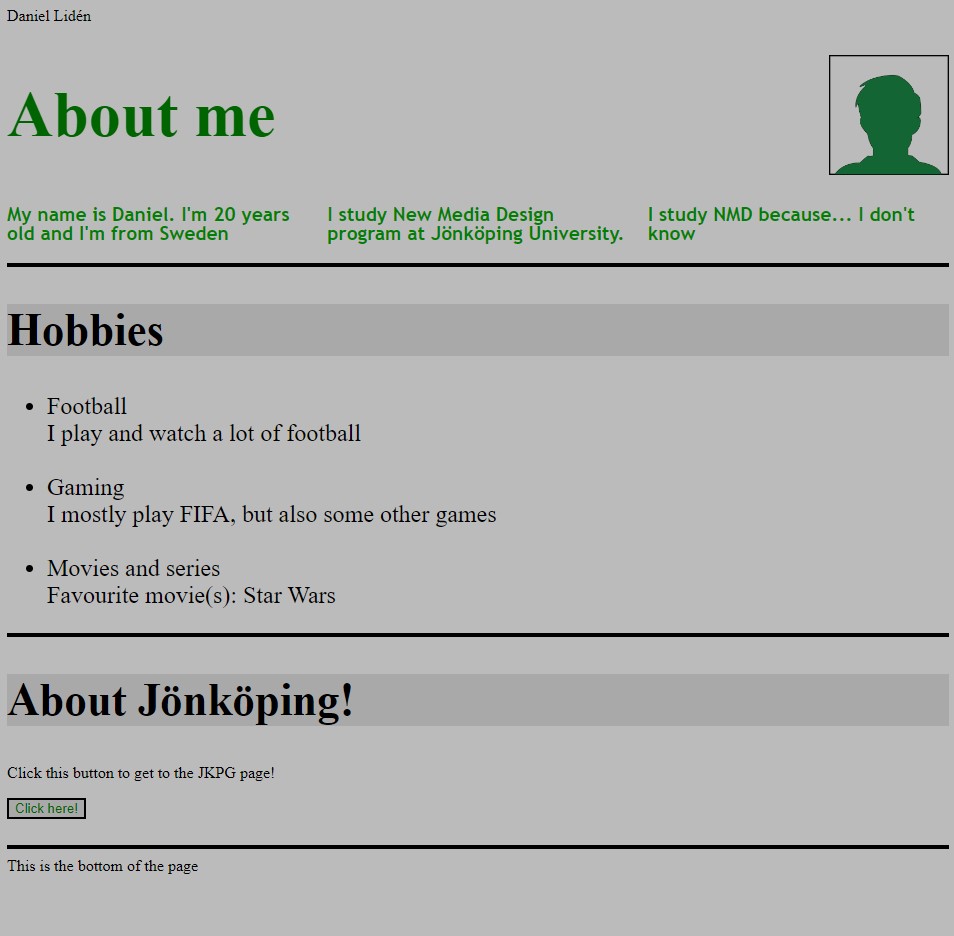 Daniel Lidén
About me
My name is Daniel. I'm 20 years
old and I'm from Sweden
I study New Media Design
program at Jönköping University.
I study NMD because... I don't
know
Hobbies
Football
I play and watch a lot of football
Gaming
I mostly play FIFA, but also some other games
Movies and series
Favourite movie(s): Star Wars
About Jönköping!
Click this button to get to the JKPG page!
Click here!
This is the bottom of the page